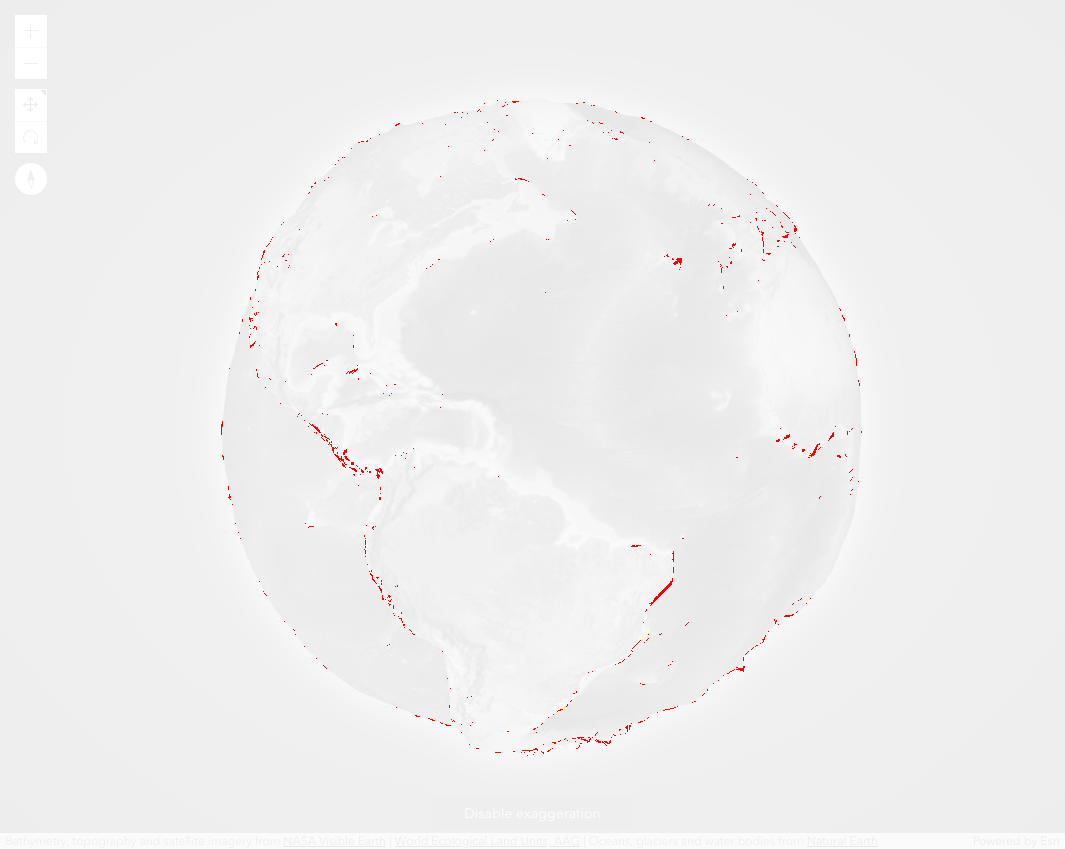 Disable exaggeration
Bathymetry, topography and satellite imagery from NASA Visible Earth | World Ecological Land Units, AAG | Oceans, glaciers and water bodies from Natural Earth Powered by Esri